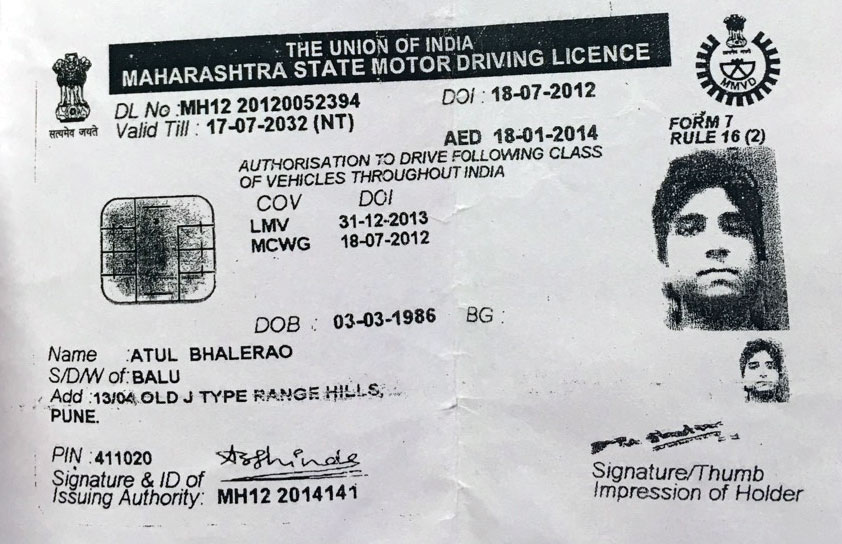 THE UNION OF INDIA
MAHARASHTRA STATE MOTOR DRIVING LICENCE
सत्यमेव जयते
MMVD
DL No :MH12 20120052394 DOI : 18-07-2012
Valid Till : 17-07-2032 (NT)
AED 18-01-2014
FORM 7
RULE 16 (2)
AUTHORISATION TO DRIVE FOLLOWING CLASS
OF VEHICLES THROUGHOUT INDIA
COV DOI
LMV 31-12-2013
MCWG 18-07-2012
DOB : 03-03-1986 BG :
Name :ATUL BHALERAO
S/D/W of:BALU
Add :13/04 OLD J TYPE RANGE HILLS,
PUNE.
PIN :411020
Signature & ID of
Issuing Authority: MH12 2014141
Signature/Thumb
Impression of Holder